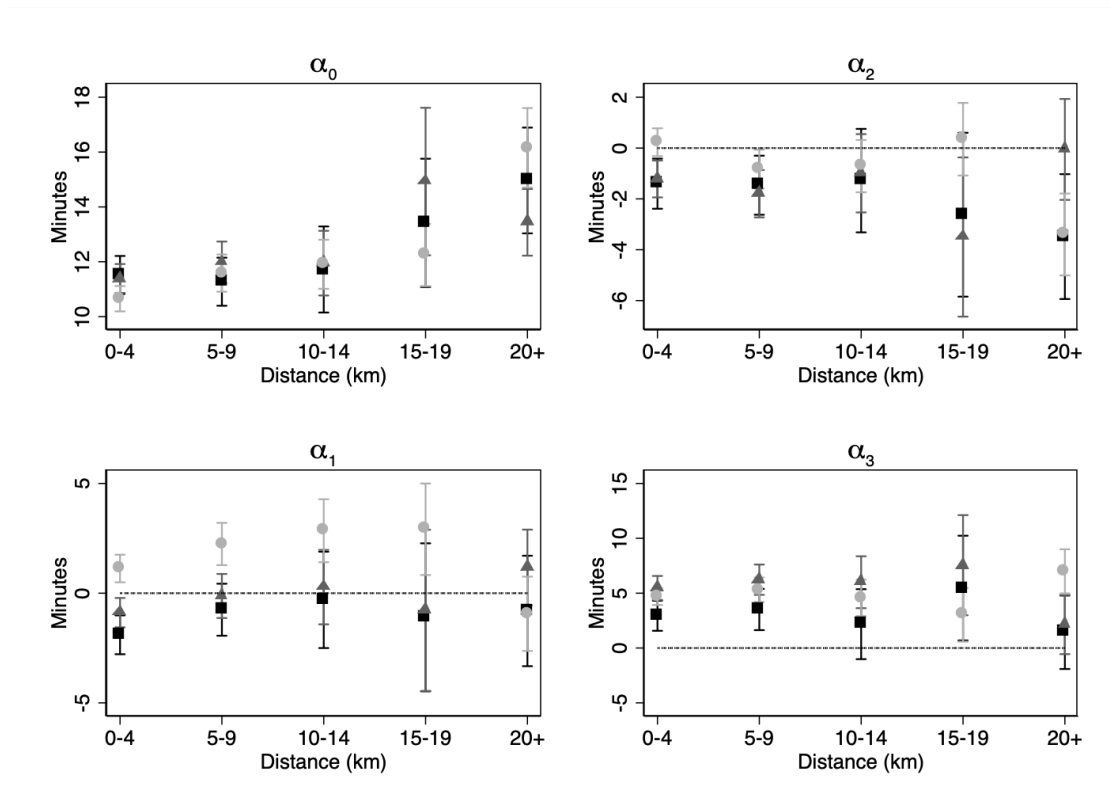 α0
Minutes
18
16
14
12
10
0-4 5-9 10-14 15-19 20+
Distance (km)
α2
Minutes
2
0
-2
-4
-6
0-4 5-9 10-14 15-19 20+
Distance (km)
α1
Minutes
5
0
-5
0-4 5-9 10-14 15-19 20+
Distance (km)
α3
Minutes
15
10
5
0
-5
0-4 5-9 10-14 15-19 20+
Distance (km)